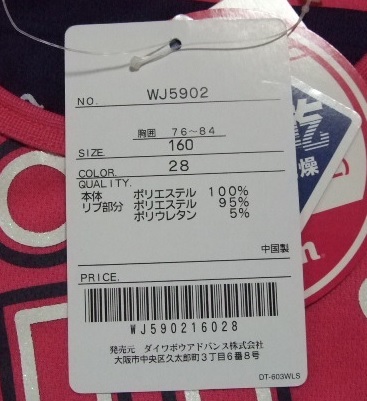 NO. WJ5902
胸囲 76～84
SIZE. 160
COLOR. 28
QUALITY.
本体 ポリエステル 100%
リブ部分 ポリエステル 95%
ポリウレタン 5%
中国製
PRICE.
WJ590216028
発売元 ダイワボウアドバンス株式会社
大阪市中央区久太郎町3丁目6番8号
DT-603WLS
乾
燥